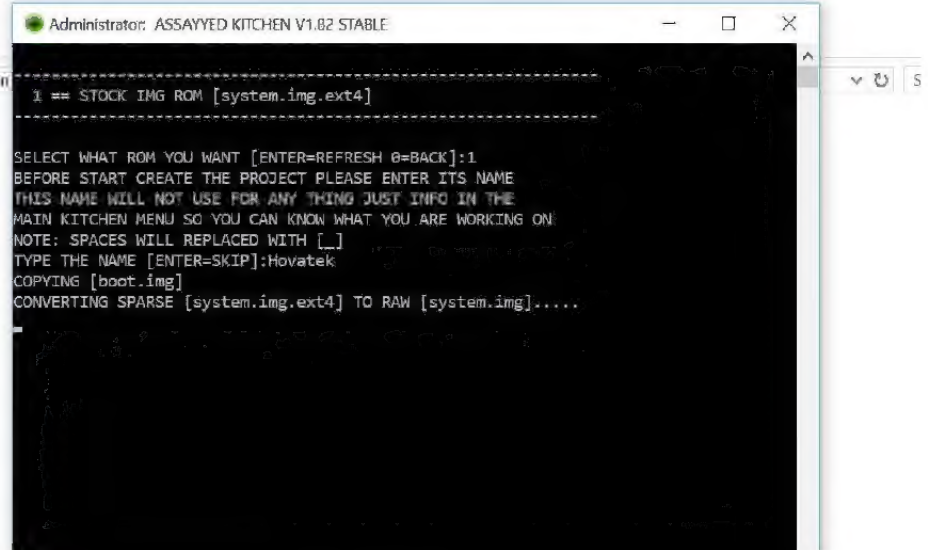 Administrator: ASSAYYED KITCHEN V1.82 STABLE
----------------------------------------------------------------
1 == STOCK IMG ROM [system.img.ext4]
----------------------------------------------------------------
SELECT WHAT ROM YOU WANT [ENTER=REFRESH 0=BACK]:1
BEFORE START CREATE THE PROJECT PLEASE ENTER ITS NAME
THIS NAME WILL NOT USE FOR ANY THING JUST INFO IN THE
MAIN KITCHEN MENU SO YOU CAN KNOW WHAT YOU ARE WORKING ON
NOTE: SPACES WILL REPLACED WITH [_]
TYPE THE NAME [ENTER=SKIP]:Hovatek
COPYING [boot.img]
CONVERTING SPARSE [system.img.ext4] TO RAW [system.img].....